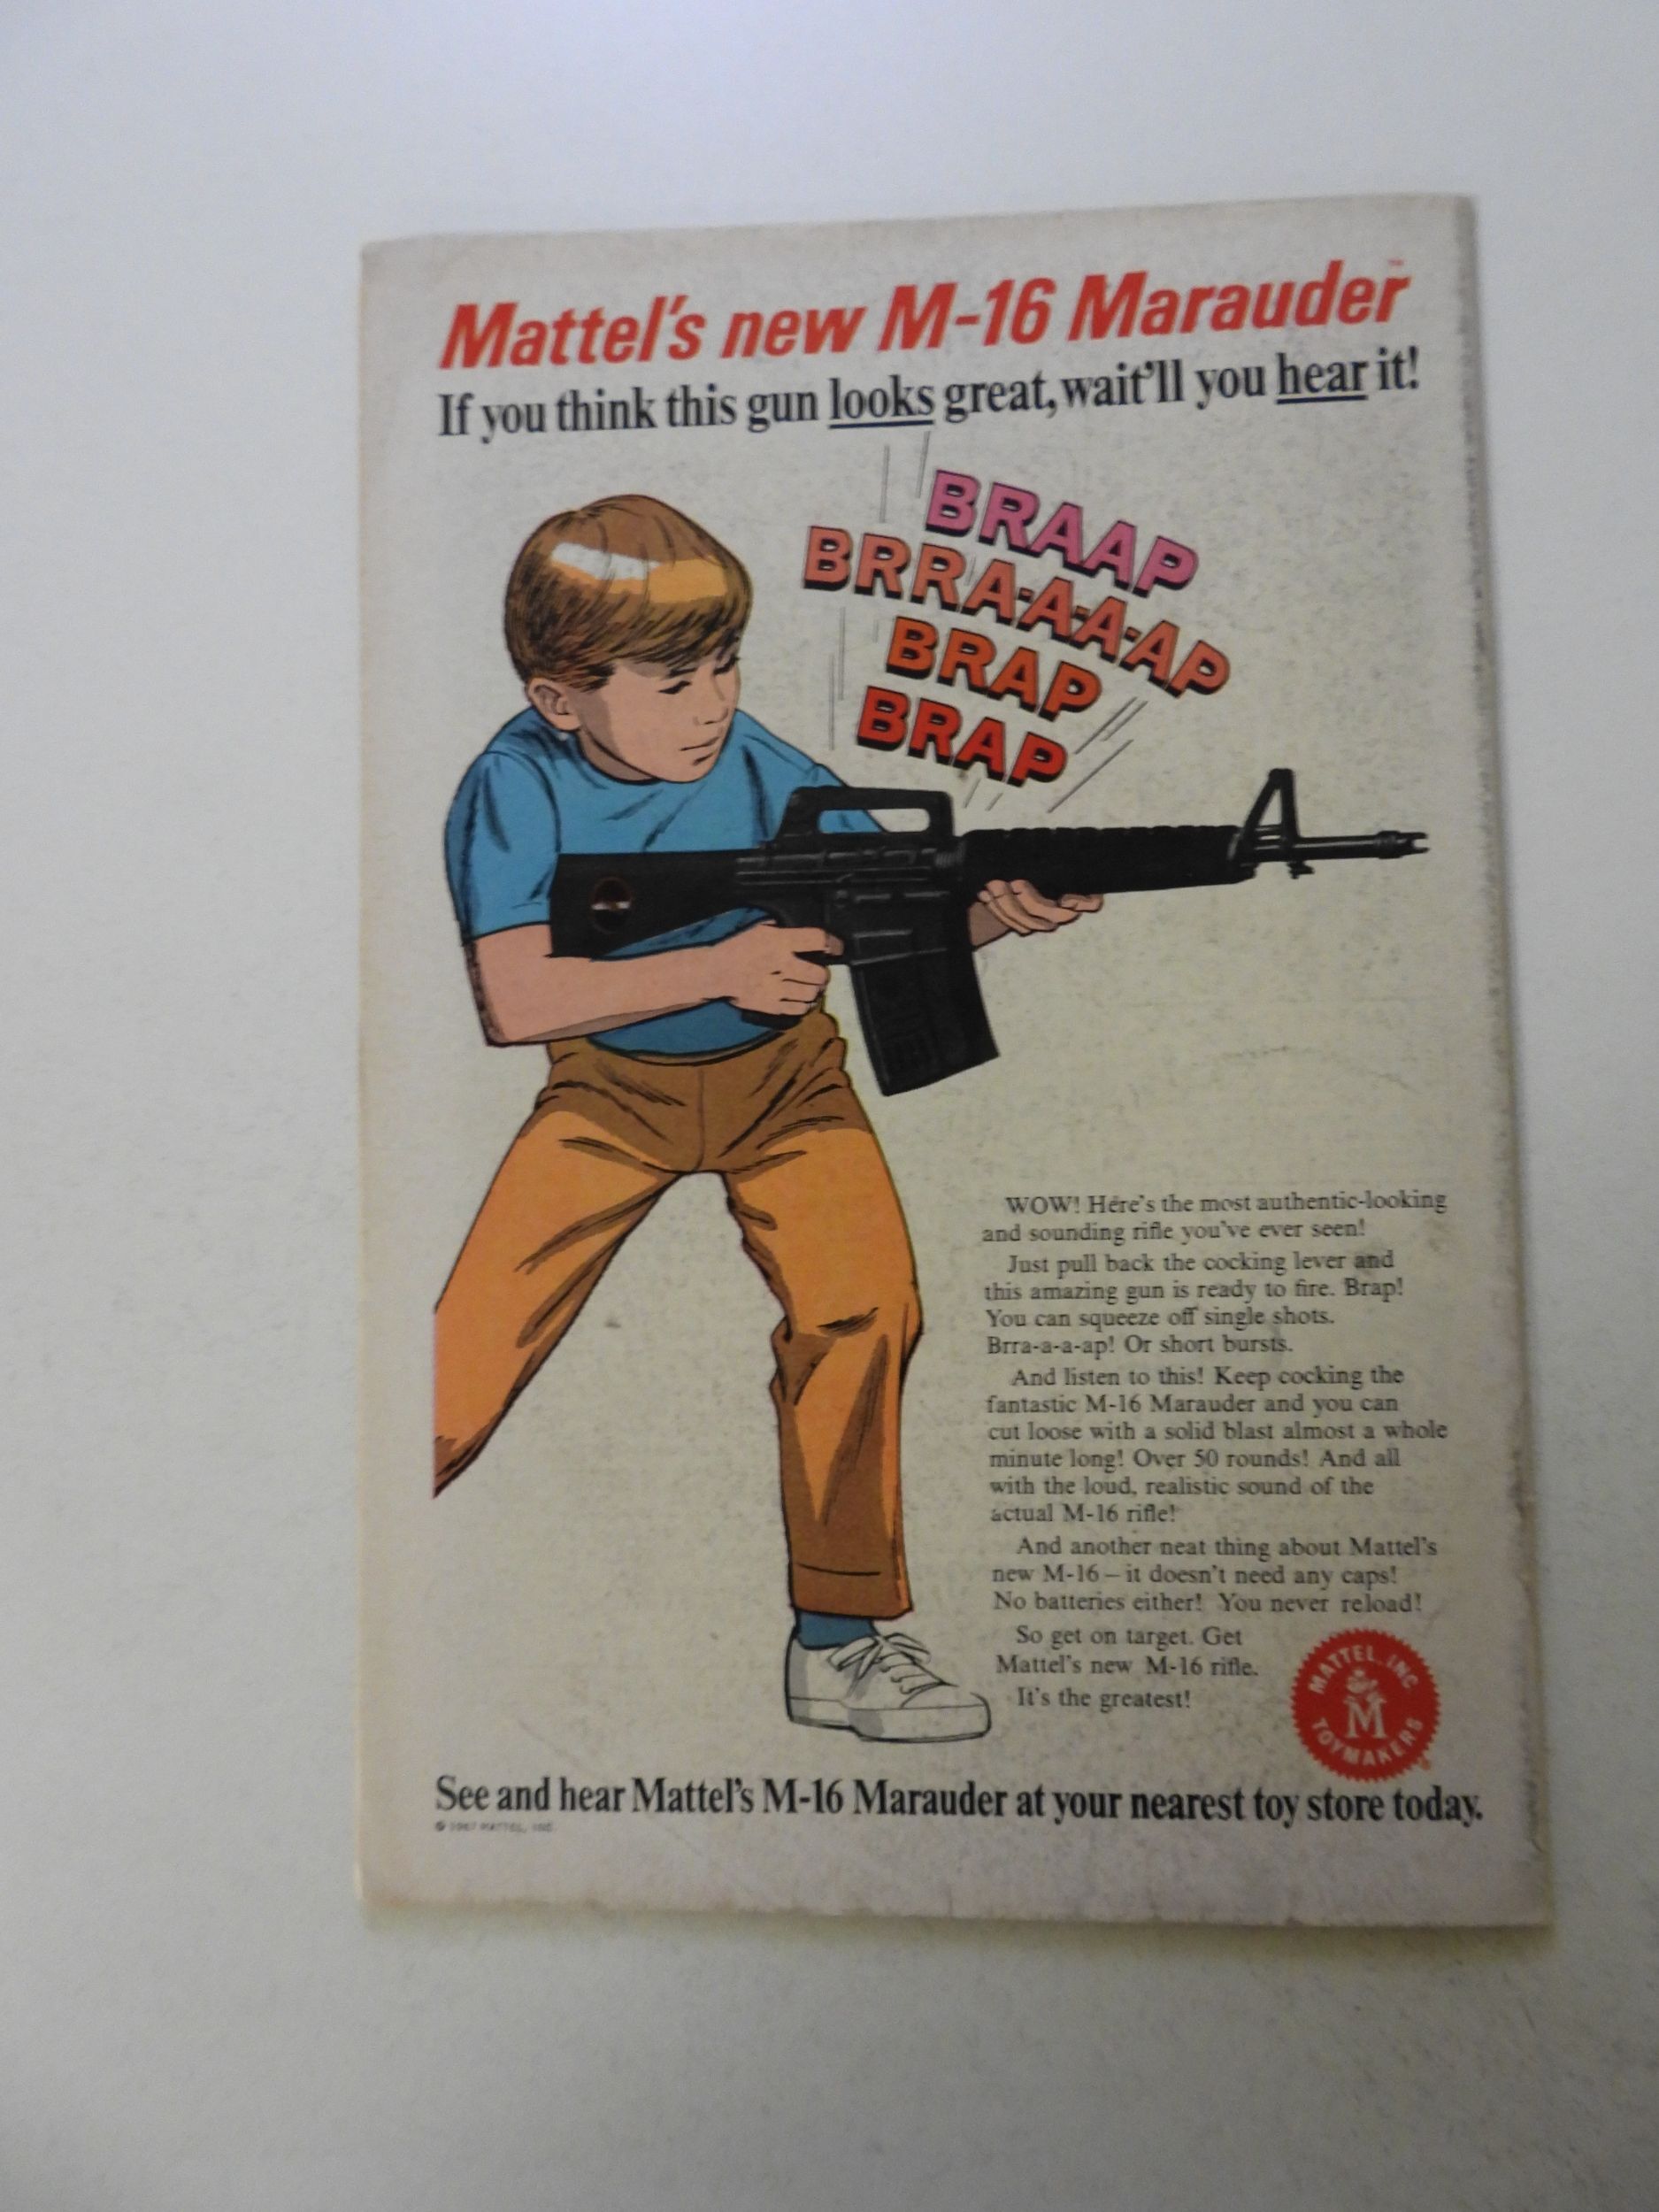 Mattel's new M-16 Marauder™
If you think this gun looks great, wait'll you hear it!
BRAAP
BRRA-A-A-AP
BRAP
BRAP
WOW! Here's the most authentic-looking
and sounding rifle you've ever seen!
Just pull back the cocking lever and
this amazing gun is ready to fire. Brap!
You can squeeze off single shots.
Brra-a-a-ap! Or short bursts.
And listen to this! Keep cocking the
fantastic M-16 Marauder and you can
cut loose with a solid blast almost a whole
minute long! Over 50 rounds! And all
with the loud, realistic sound of the
actual M-16 rifle!
And another neat thing about Mattel's
new M-16 – it doesn't need any caps!
No batteries either! You never reload!
So get on target. Get
Mattel's new M-16 rifle.
It's the greatest!
MATTEL, INC.
M
TOYMAKERS
®
See and hear Mattel's M-16 Marauder at your nearest toy store today.
© 1967 MATTEL, INC.